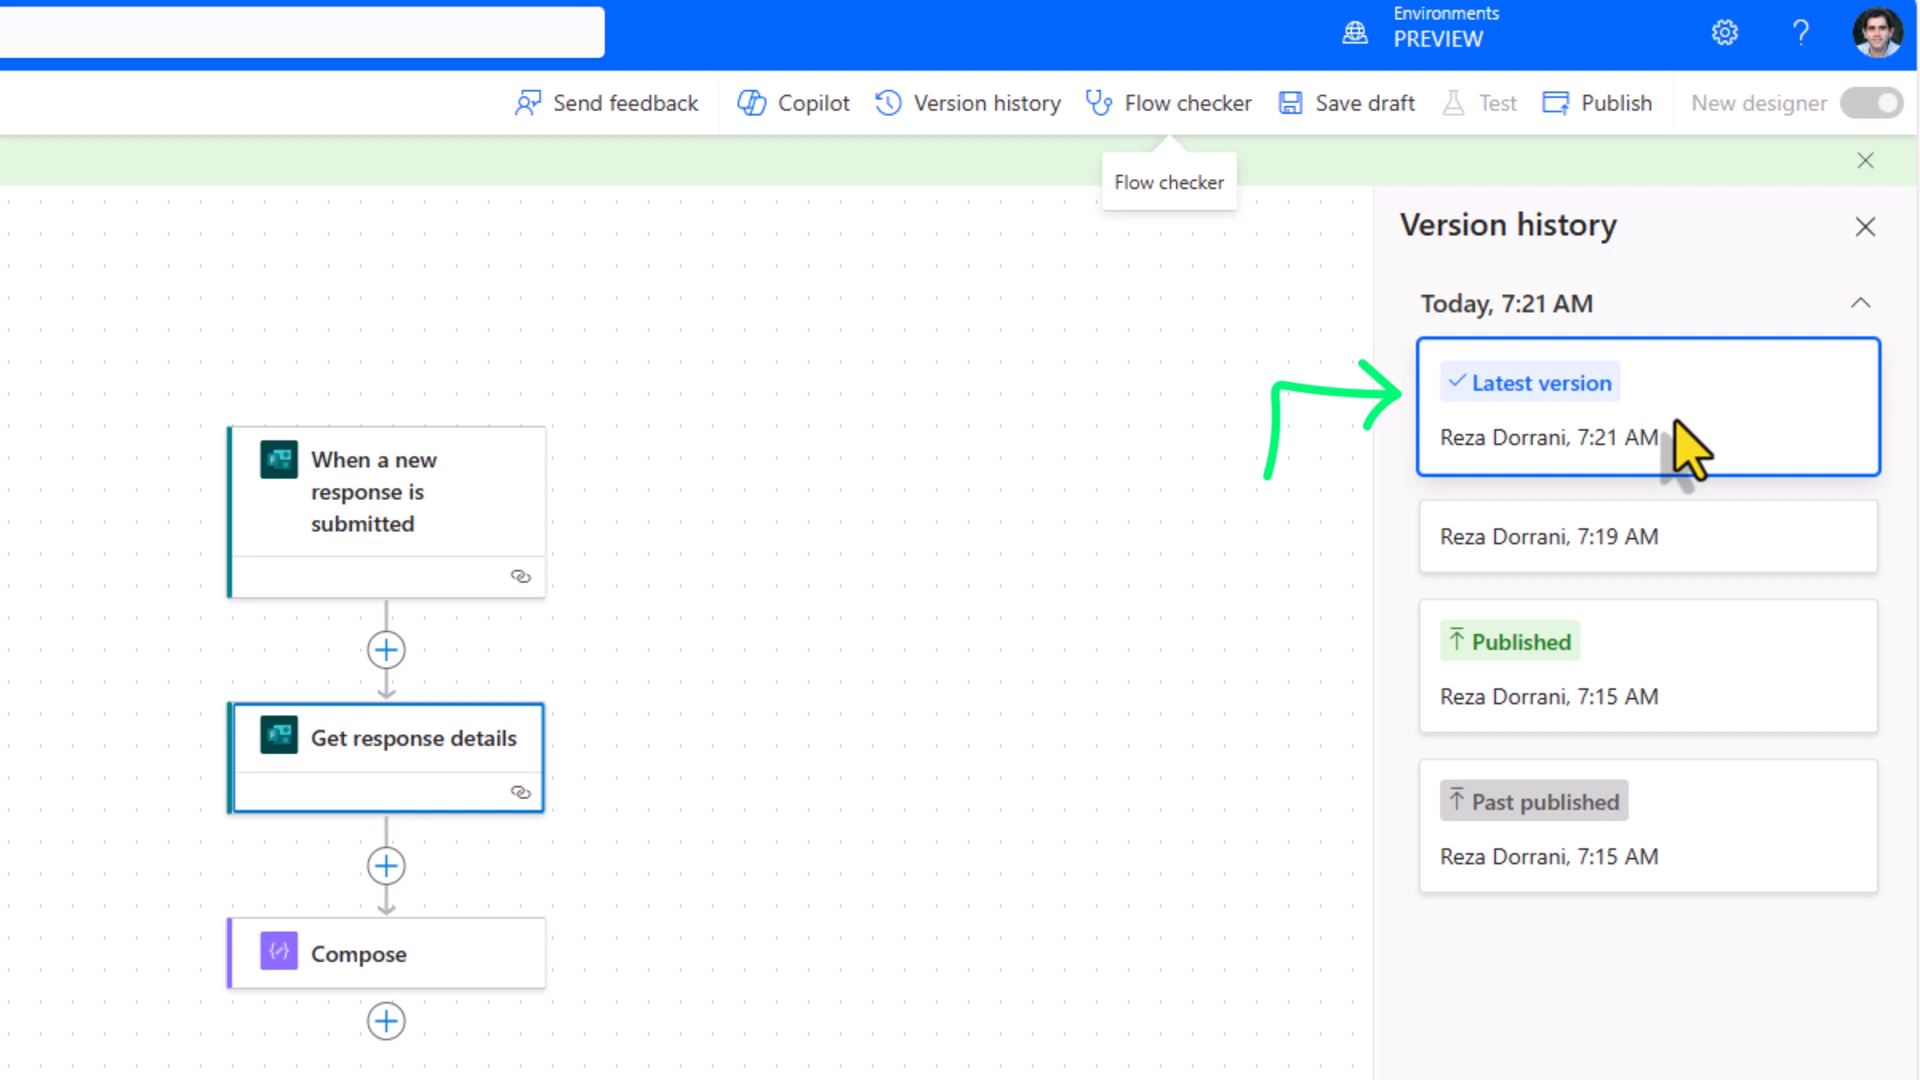 Environments
PREVIEW
Send feedback
Copilot
Version history
Flow checker
Save draft
Test
Publish
New designer
Flow checker
Version history
Today, 7:21 AM
Latest version
Reza Dorrani, 7:21 AM
Reza Dorrani, 7:19 AM
Published
Reza Dorrani, 7:15 AM
Past published
Reza Dorrani, 7:15 AM
When a new
response is
submitted
Get response details
Compose